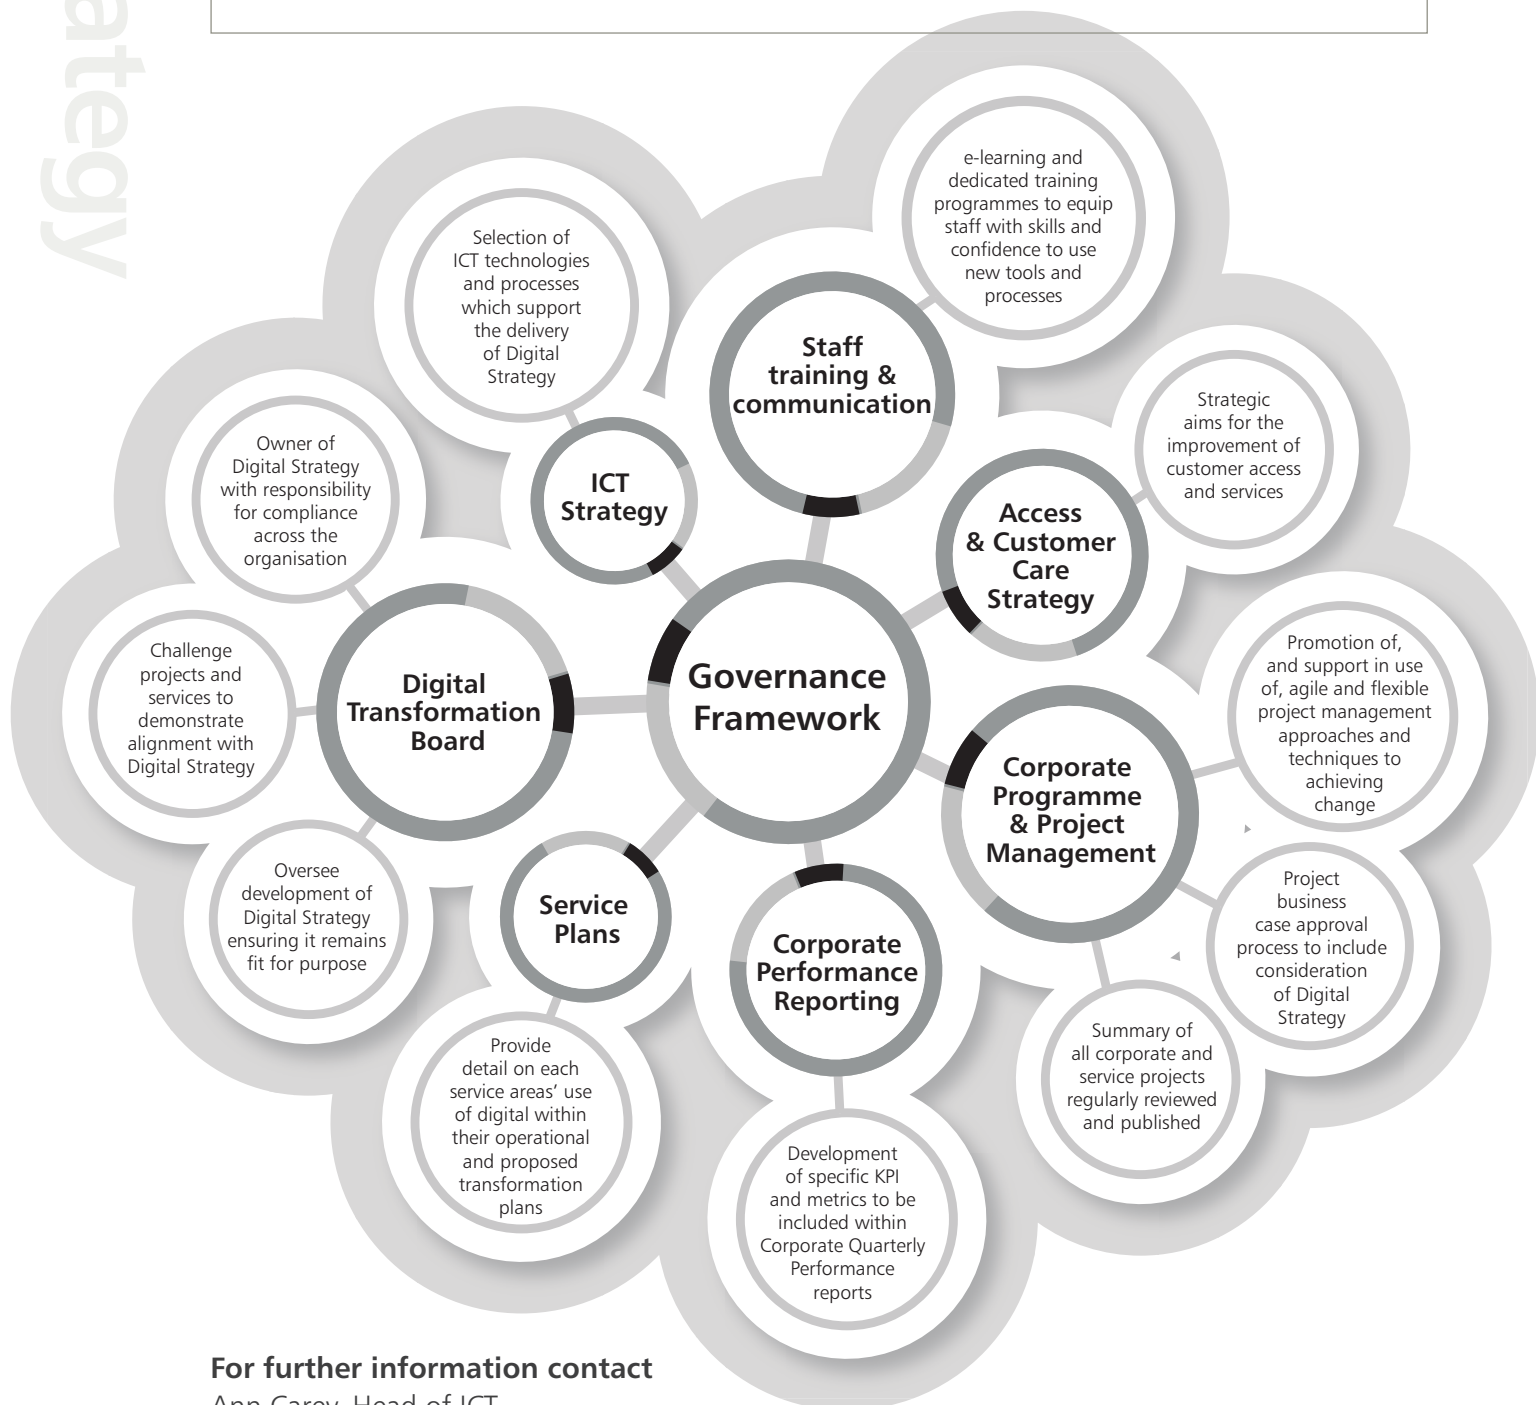 ategy
Selection of
ICT technologies
and processes
which support
the delivery
of Digital
Strategy
e-learning and
dedicated training
programmes to equip
staff with skills and
confidence to use
new tools and
processes
Staff
training &
communication
Strategic
aims for the
improvement of
customer access
and services
Owner of
Digital Strategy
with responsibility
for compliance
across the
organisation
ICT
Strategy
Access
& Customer
Care
Strategy
Challenge
projects and
services to
demonstrate
alignment with
Digital Strategy
Digital
Transformation
Board
Governance
Framework
Promotion of,
and support in use
of, agile and flexible
project management
approaches and
techniques to
achieving
change
Corporate
Programme
& Project
Management
Oversee
development of
Digital Strategy
ensuring it remains
fit for purpose
Service
Plans
Corporate
Performance
Reporting
Project
business
case approval
process to include
consideration
of Digital
Strategy
Summary of
all corporate and
service projects
regularly reviewed
and published
Provide
detail on each
service areas’ use
of digital within
their operational
and proposed
transformation
plans
Development
of specific KPI
and metrics to be
included within
Corporate Quarterly
Performance
reports
For further information contact
Ann Carey, Head of ICT